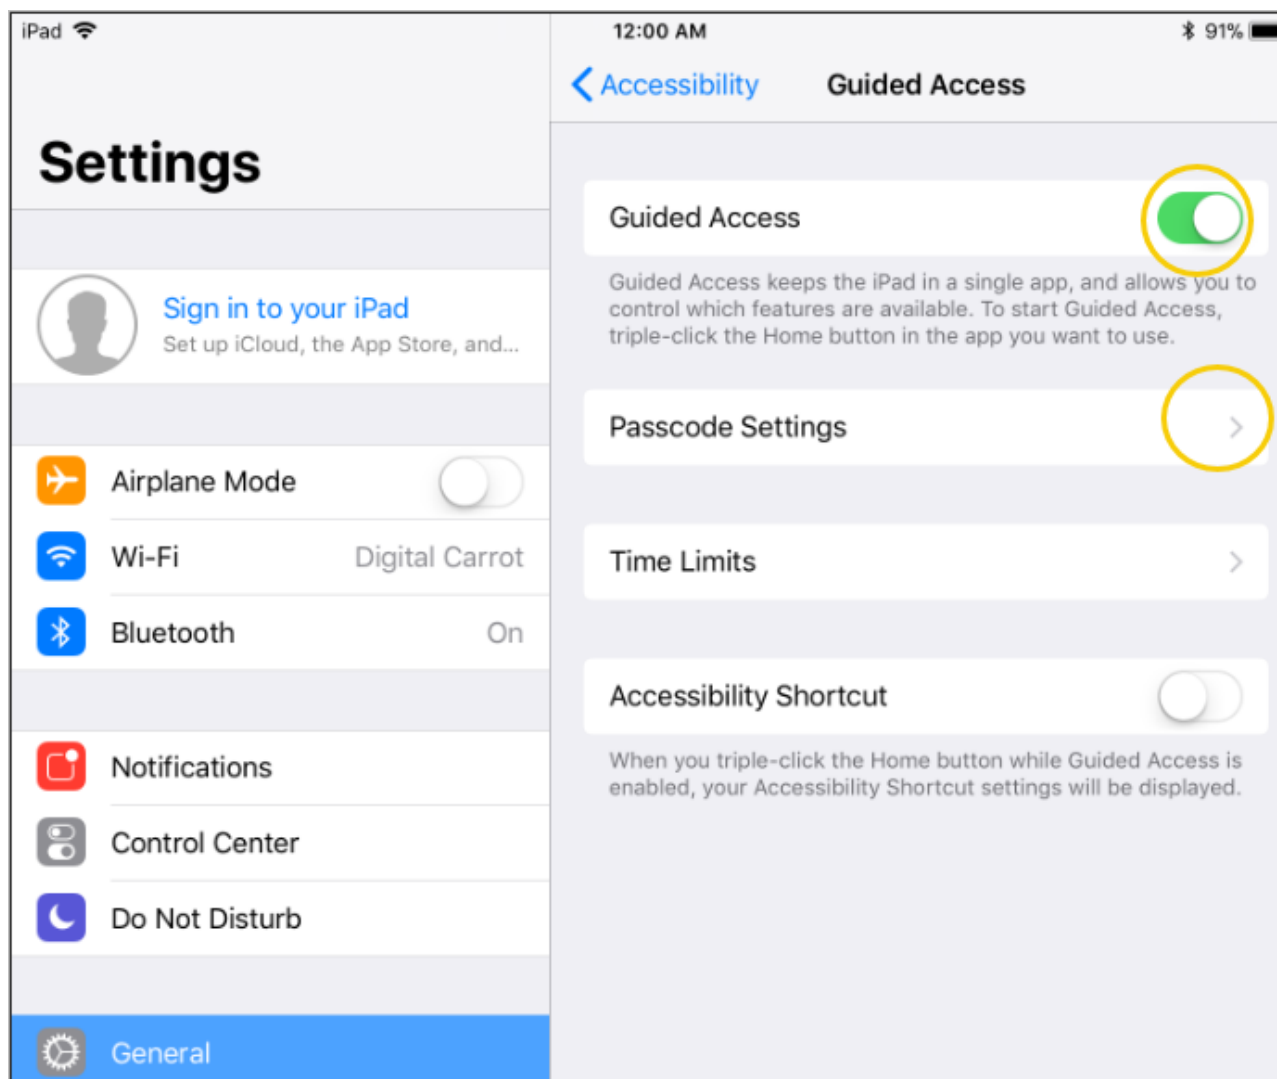 iPad
12:00 AM
91%
Settings
Sign in to your iPad
Set up iCloud, the App Store, and...
Airplane Mode
Wi-Fi Digital Carrot
Bluetooth On
Notifications
Control Center
Do Not Disturb
General
Accessibility
Guided Access
Guided Access
Guided Access keeps the iPad in a single app, and allows you to
control which features are available. To start Guided Access,
triple-click the Home button in the app you want to use.
Passcode Settings
Time Limits
Accessibility Shortcut
When you triple-click the Home button while Guided Access is
enabled, your Accessibility Shortcut settings will be displayed.